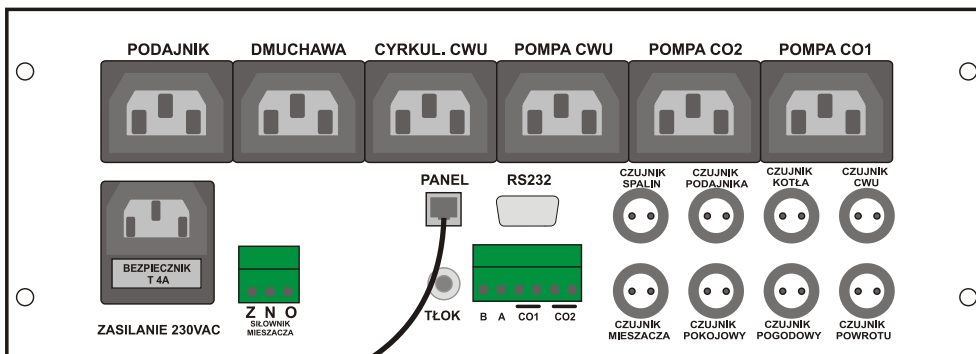 PODAJNIK DMUCHAWA CYRKUL. CWU POMPA CWU POMPA CO2 POMPA CO1
PANEL RS232
CZUJNIK SPALIN
CZUJNIK PODAJNIKA
CZUJNIK KOTŁA
CZUJNIK CWU
BEZPIECZNIK
T 4A
ZASILANIE 230VAC
Z N O
SIŁOWNIK
MIESZACZA
TŁOK
B A CO1 CO2
CZUJNIK MIESZACZA
CZUJNIK POKOJOWY
CZUJNIK POGODOWY
CZUJNIK POWROTU